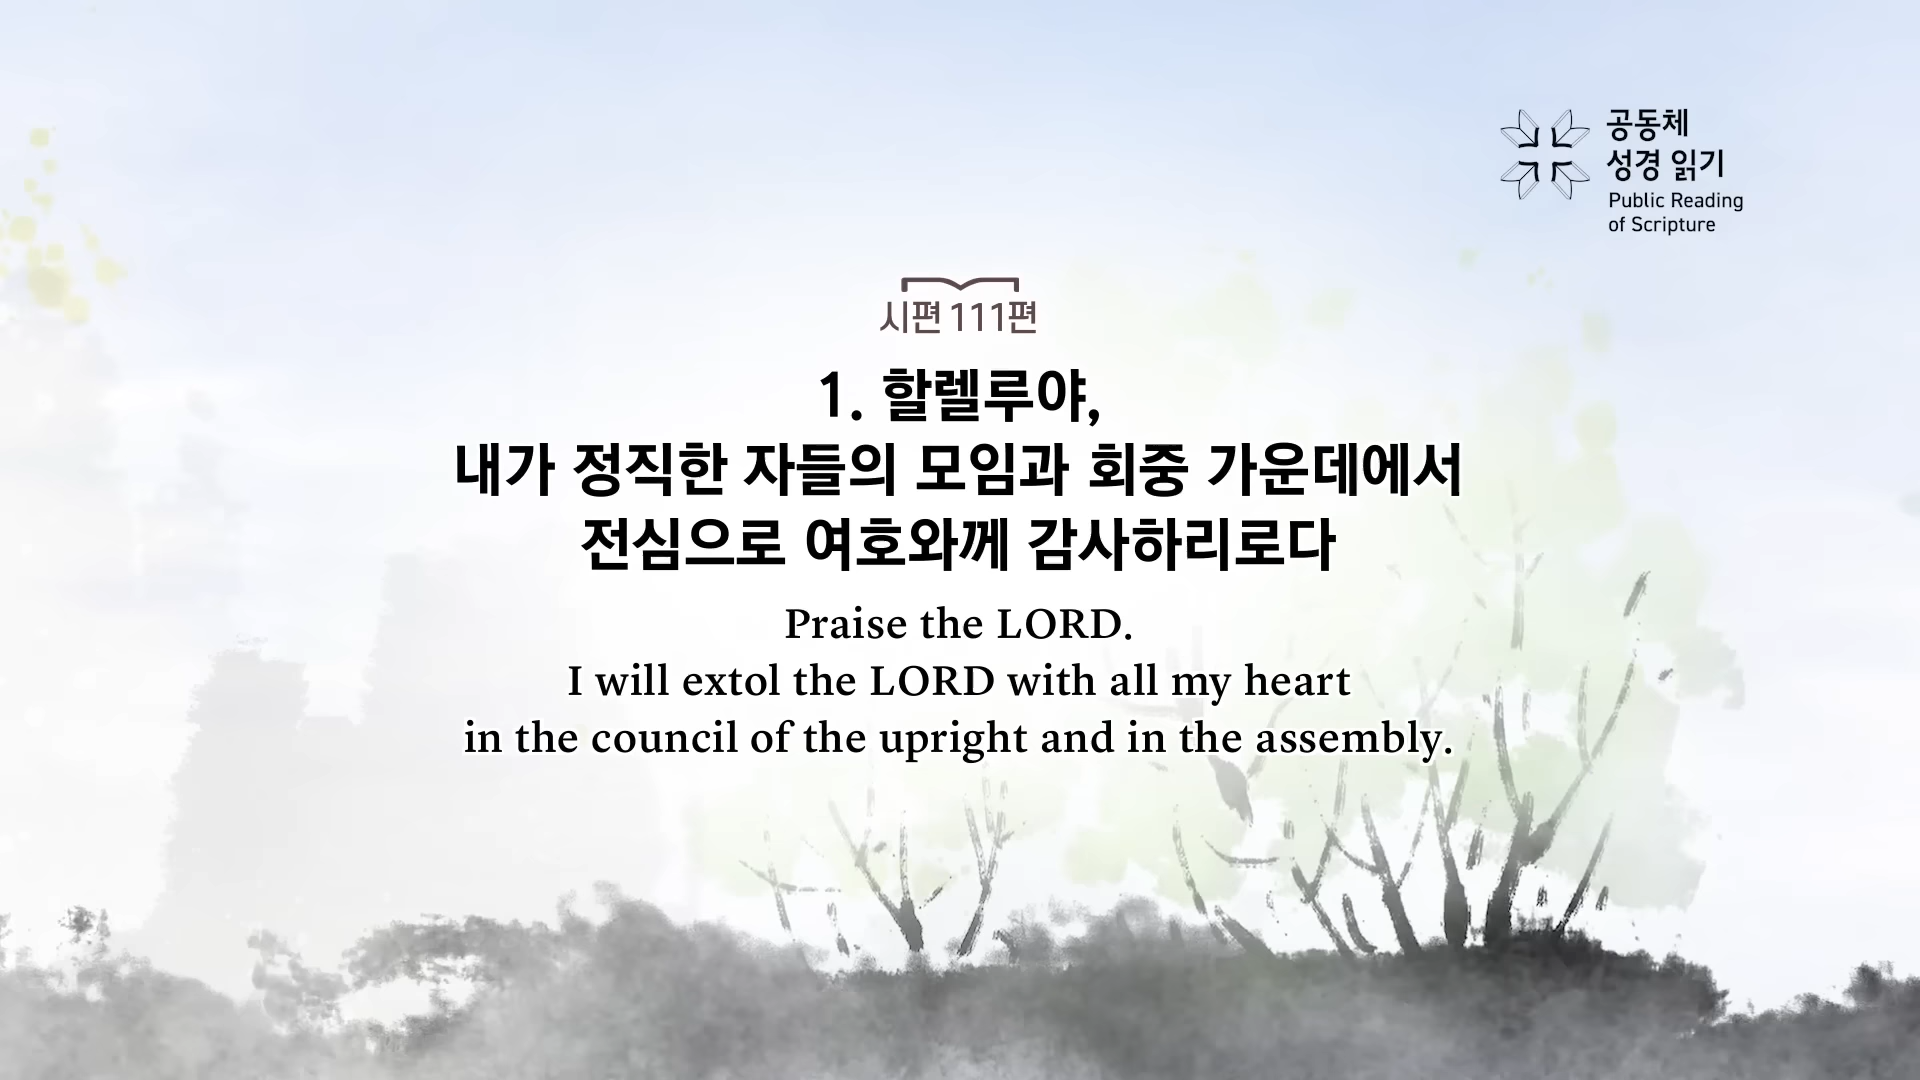 공동체
성경 읽기
Public Reading
of Scripture
시편 111편
1. 할렐루야,
내가 정직한 자들의 모임과 회중 가운데에서
전심으로 여호와께 감사하리로다
Praise the LORD.
I will extol the LORD with all my heart
in the council of the upright and in the assembly.